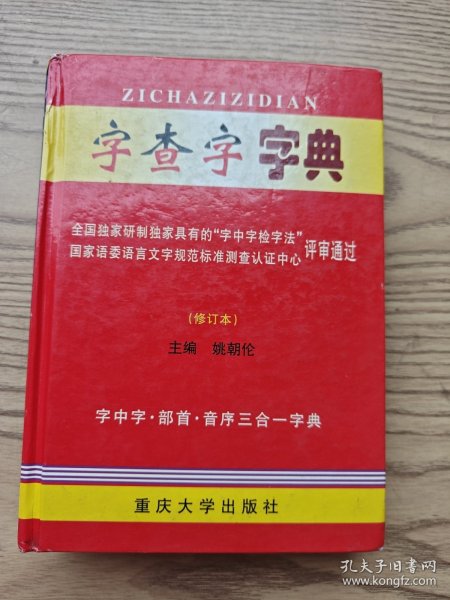 ZICHAZIZIDIAN
字查字字典
全国独家研制独家具有的“字中字检字法”
国家语委语言文字规范标准测查认证中心 评审通过
(修订本)
主编 姚朝伦
字中字·部首·音序三合一字典
重庆大学出版社
孔夫子旧书网
www.kongfz.com